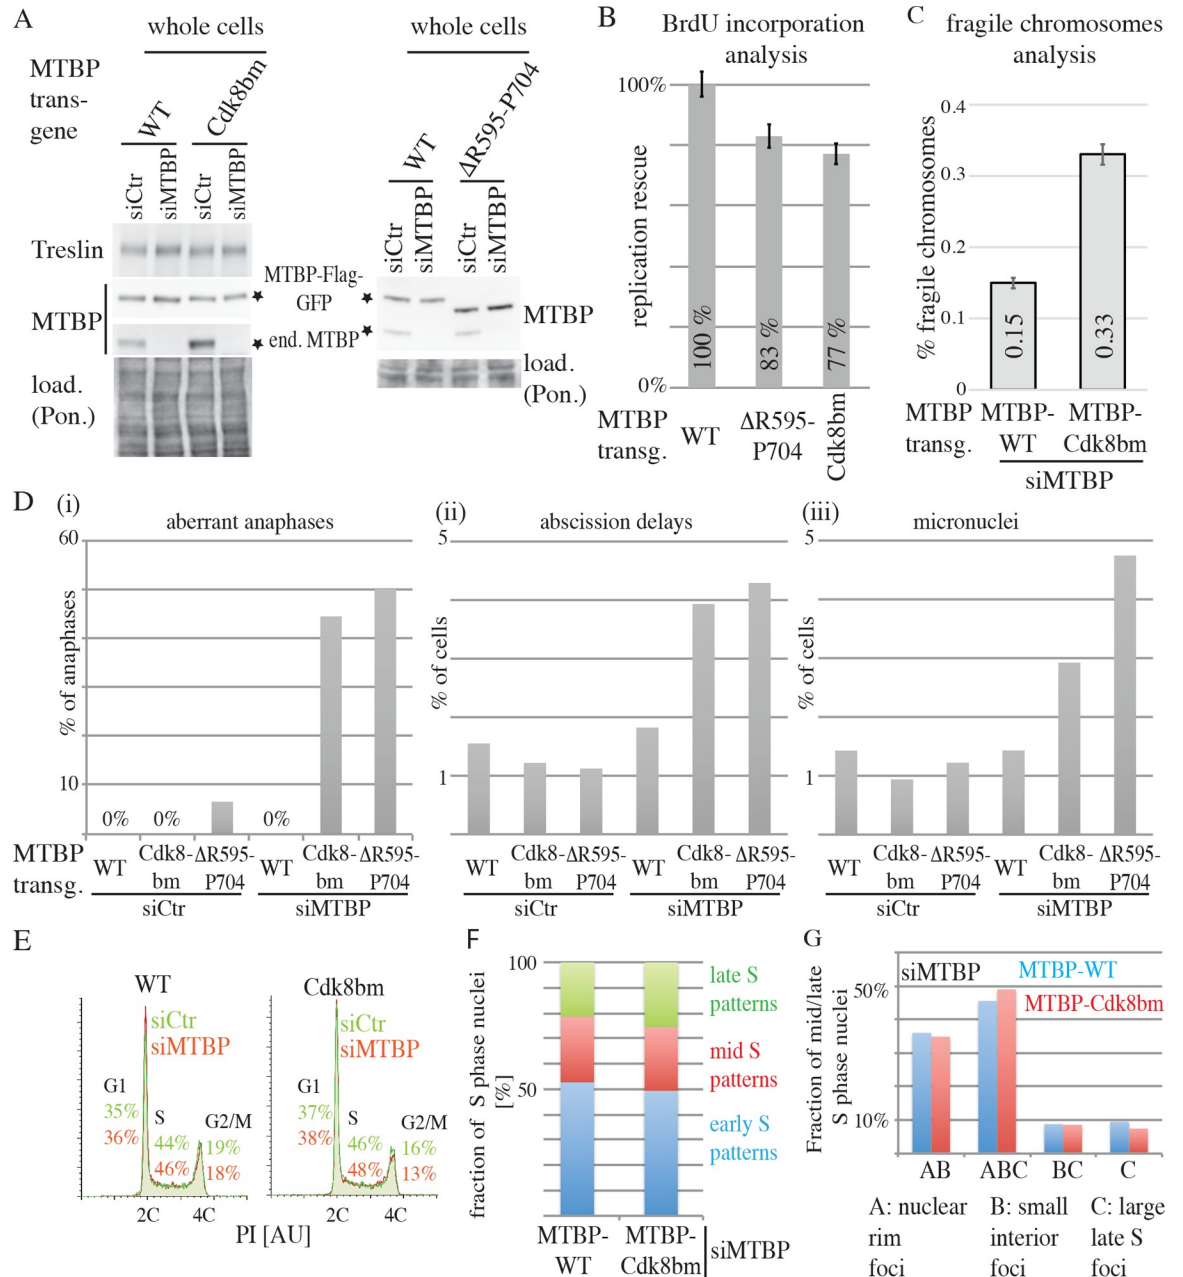 A
whole cells
whole cells
MTBP
trans-
gene
WT
Cdk8bm
WT
ΔR595-P704
siCtr
siMTBP
siCtr
siMTBP
siCtr
siMTBP
siCtr
siMTBP
Treslin
MTBP-Flag-
GFP
MTBP
MTBP
end. MTBP
load.
(Pon.)
load.
(Pon.)
B
BrdU incorporation
analysis
replication rescue
100%
0%
100 %
83 %
77 %
MTBP
transg.
WT
ΔR595-
P704
Cdk8bm
C
fragile chromosomes
analysis
% fragile chromosomes
0.4
0.3
0.2
0.1
0
0.15
0.33
MTBP
transg.
MTBP-
WT
MTBP-
Cdk8bm
siMTBP
D
(i)
aberrant anaphases
% of anaphases
60
10
0%
0%
0%
MTBP
transg.
WT
Cdk8-
bm
ΔR595-
P704
WT
Cdk8-
bm
ΔR595-
P704
siCtr
siMTBP
(ii)
abscission delays
% of cells
5
1
WT
Cdk8-
bm
ΔR595-
P704
WT
Cdk8-
bm
ΔR595-
P704
siCtr
siMTBP
(iii)
micronuclei
% of cells
5
1
WT
Cdk8-
bm
ΔR595-
P704
WT
Cdk8-
bm
ΔR595-
P704
siCtr
siMTBP
E
WT
siCtr
siMTBP
G1
35%
36%
S
44%
46%
G2/M
19%
18%
2C
4C
Cdk8bm
siCtr
siMTBP
G1
37%
38%
S
46%
48%
G2/M
16%
13%
2C
4C
PI [AU]
F
fraction of S phase nuclei
[%]
100
50
late S
patterns
mid S
patterns
early S
patterns
MTBP-
WT
MTBP-
Cdk8bm
siMTBP
G
Fraction of mid/late
S phase nuclei
siMTBP
MTBP-WT
MTBP-Cdk8bm
50%
10%
AB
ABC
BC
C
A: nuclear
rim
foci
B: small
interior
foci
C: large
late S
foci